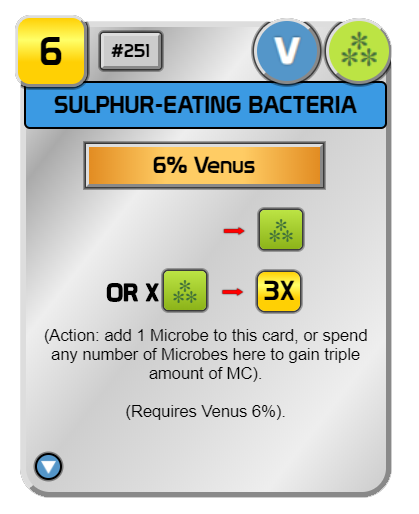 6
#251
V
SULPHUR-EATING BACTERIA
6% Venus
OR X
3X
(Action: add 1 Microbe to this card, or spend
any number of Microbes here to gain triple
amount of MC).
(Requires Venus 6%).